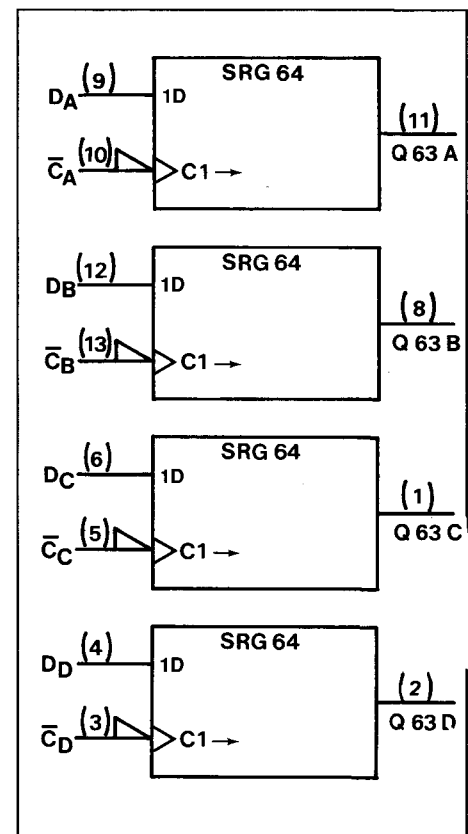 SRG 64
D_A (9) 1D
(11)
Q 63 A
C̅_A (10) C1 →
SRG 64
D_B (12) 1D
(8)
Q 63 B
C̅_B (13) C1 →
SRG 64
D_C (6) 1D
(1)
Q 63 C
C̅_C (5) C1 →
SRG 64
D_D (4) 1D
(2)
Q 63 D
C̅_D (3) C1 →